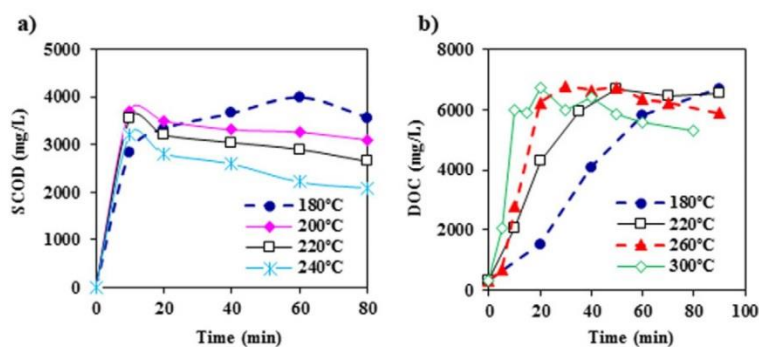 a)
5000
4000
3000
2000
1000
0
SCOD (mg/L)
180°C
200°C
220°C
240°C
0 20 40 60 80
Time (min)
b)
8000
6000
4000
2000
0
DOC (mg/L)
180°C
220°C
260°C
300°C
0 20 40 60 80 100
Time (min)